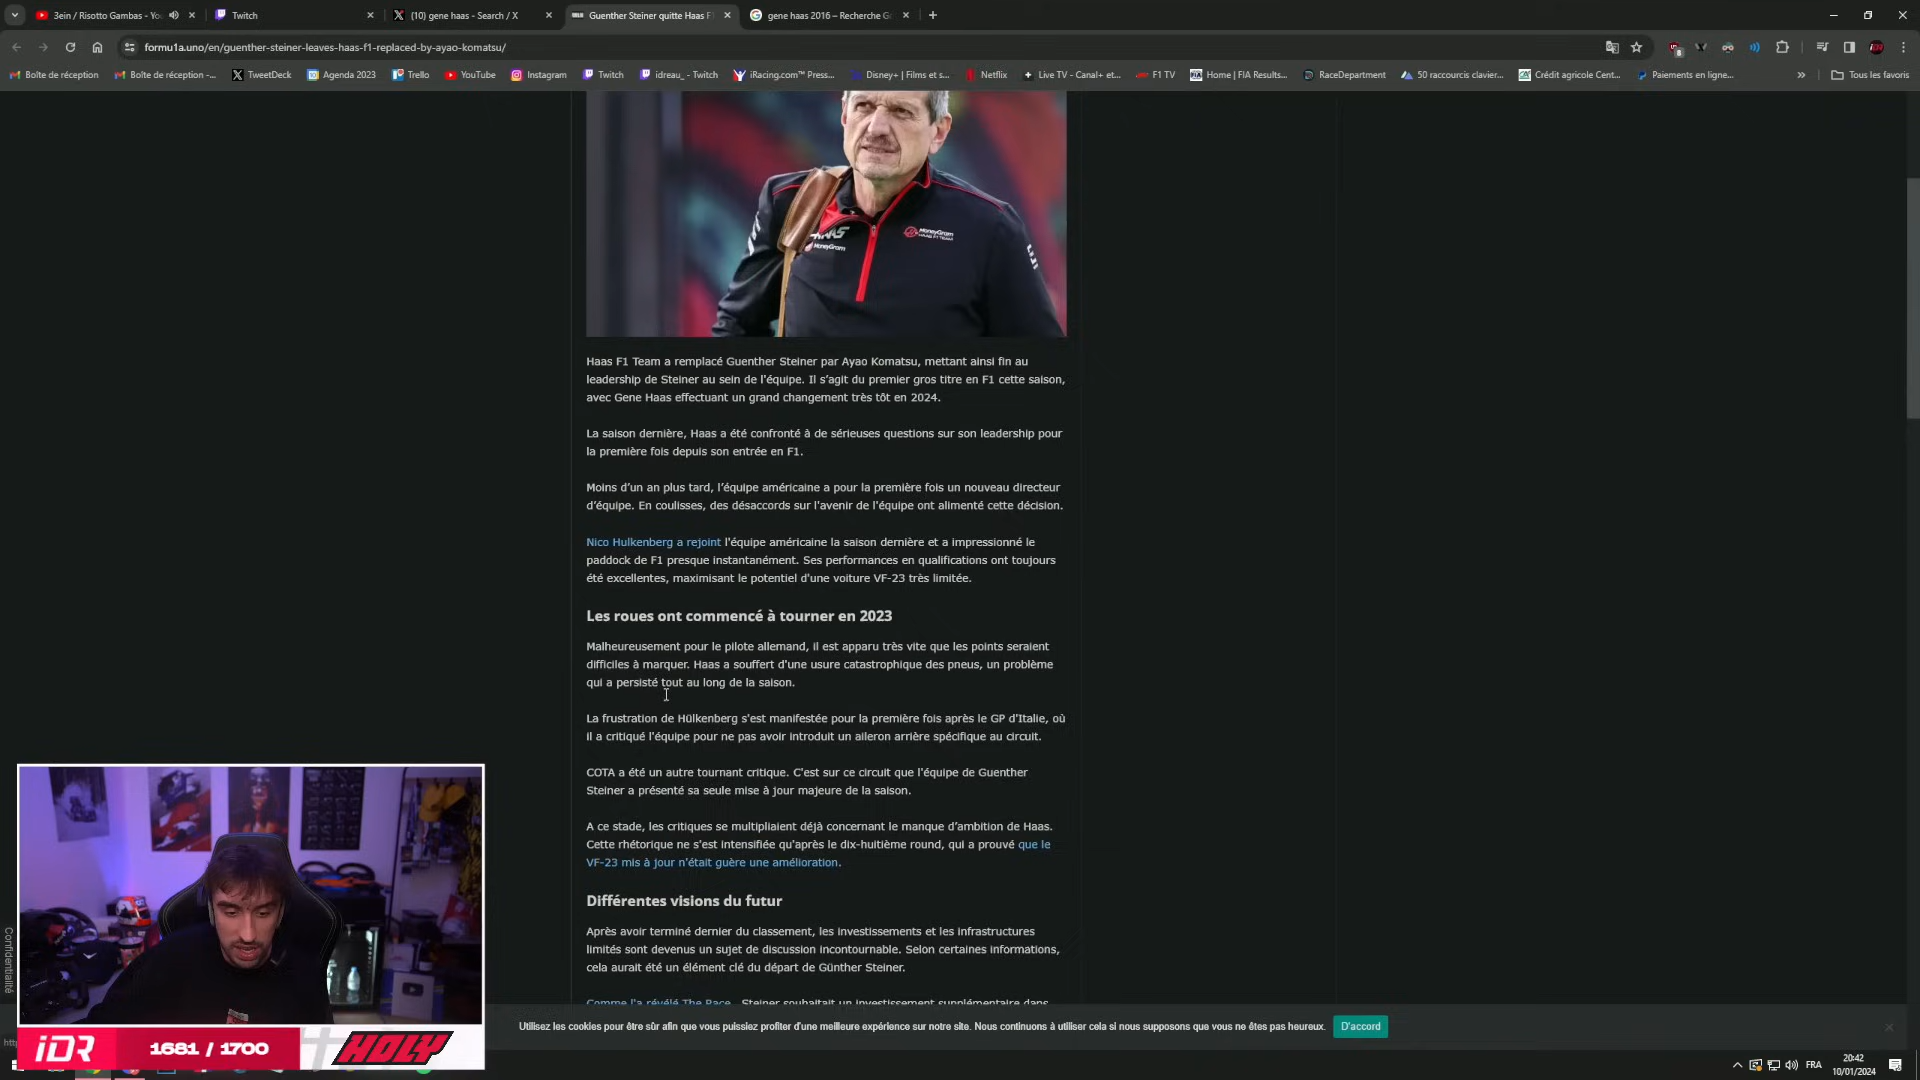 3ein / Risotto Gambas - Yo
Twitch
(10) gene haas - Search / X
Guenther Steiner quitte Haas F
gene haas 2016 – Recherche G
formu1a.uno/en/guenther-steiner-leaves-haas-f1-replaced-by-ayao-komatsu/
Boîte de réception
Boîte de réception -...
TweetDeck
Agenda 2023
Trello
YouTube
Instagram
Twitch
idreau_ - Twitch
iRacing.com™ Press...
Disney+ | Films et s...
Netflix
Live TV - Canal+ et...
F1 TV
Home | FIA Results...
RaceDepartment
50 raccourcis clavier...
Crédit agricole Cent...
Paiements en ligne...
Tous les favoris
HAAS
MoneyGram
MoneyGram
HAAS F1 TEAM
Haas F1 Team a remplacé Guenther Steiner par Ayao Komatsu, mettant ainsi fin au
leadership de Steiner au sein de l'équipe. Il s’agit du premier gros titre en F1 cette saison,
avec Gene Haas effectuant un grand changement très tôt en 2024.
La saison dernière, Haas a été confronté à de sérieuses questions sur son leadership pour
la première fois depuis son entrée en F1.
Moins d’un an plus tard, l’équipe américaine a pour la première fois un nouveau directeur
d’équipe. En coulisses, des désaccords sur l'avenir de l'équipe ont alimenté cette décision.
Nico Hulkenberg a rejoint l'équipe américaine la saison dernière et a impressionné le
paddock de F1 presque instantanément. Ses performances en qualifications ont toujours
été excellentes, maximisant le potentiel d'une voiture VF-23 très limitée.
Les roues ont commencé à tourner en 2023
Malheureusement pour le pilote allemand, il est apparu très vite que les points seraient
difficiles à marquer. Haas a souffert d'une usure catastrophique des pneus, un problème
qui a persisté tout au long de la saison.
La frustration de Hülkenberg s'est manifestée pour la première fois après le GP d'Italie, où
il a critiqué l'équipe pour ne pas avoir introduit un aileron arrière spécifique au circuit.
COTA a été un autre tournant critique. C'est sur ce circuit que l'équipe de Guenther
Steiner a présenté sa seule mise à jour majeure de la saison.
A ce stade, les critiques se multipliaient déjà concernant le manque d’ambition de Haas.
Cette rhétorique ne s’est intensifiée qu'après le dix-huitième round, qui a prouvé que le
VF-23 mis à jour n'était guère une amélioration.
Différentes visions du futur
Après avoir terminé dernier du classement, les investissements et les infrastructures
limités sont devenus un sujet de discussion incontournable. Selon certaines informations,
cela aurait été un élément clé du départ de Günther Steiner.
Comme l'a révélé The Race , Steiner souhaitait un investissement supplémentaire dans
Confidentialité
Utilisez les cookies pour être sûr afin que vous puissiez profiter d'une meilleure expérience sur notre site. Nous continuons à utiliser cela si nous supposons que vous ne êtes pas heureux.
D'accord
iDR
1681 / 1700
#HOLY
FRA
20:42
10/01/2024